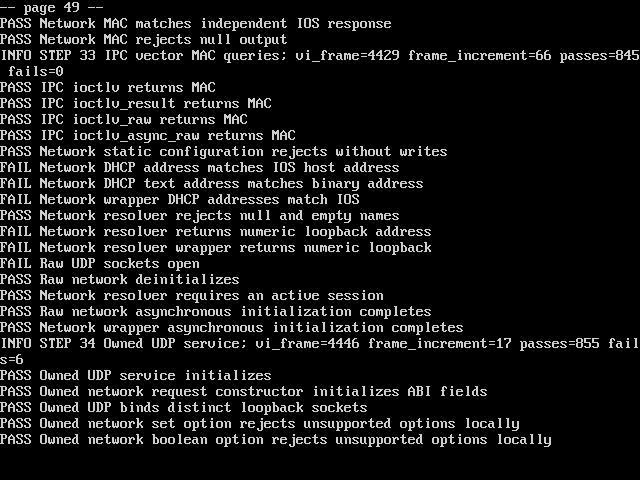 -- page 49 --
PASS Network MAC matches independent IOS response
PASS Network MAC rejects null output
INFO STEP 33 IPC vector MAC queries; vi_frame=4429 frame_increment=66 passes=845
 fails=0
PASS IPC ioctlv returns MAC
PASS IPC ioctlv_result returns MAC
PASS IPC ioctlv_raw returns MAC
PASS IPC ioctlv_async_raw returns MAC
PASS Network static configuration rejects without writes
FAIL Network DHCP address matches IOS host address
FAIL Network DHCP text address matches binary address
FAIL Network wrapper DHCP addresses match IOS
PASS Network resolver rejects null and empty names
FAIL Network resolver returns numeric loopback address
FAIL Network resolver wrapper returns numeric loopback
FAIL Raw UDP sockets open
PASS Raw network deinitializes
PASS Network resolver requires an active session
PASS Raw network asynchronous initialization completes
PASS Network wrapper asynchronous initialization completes
INFO STEP 34 Owned UDP service; vi_frame=4446 frame_increment=17 passes=855 fail
s=6
PASS Owned UDP service initializes
PASS Owned network request constructor initializes ABI fields
PASS Owned UDP binds distinct loopback sockets
PASS Owned network set option rejects unsupported options locally
PASS Owned network boolean option rejects unsupported options locally